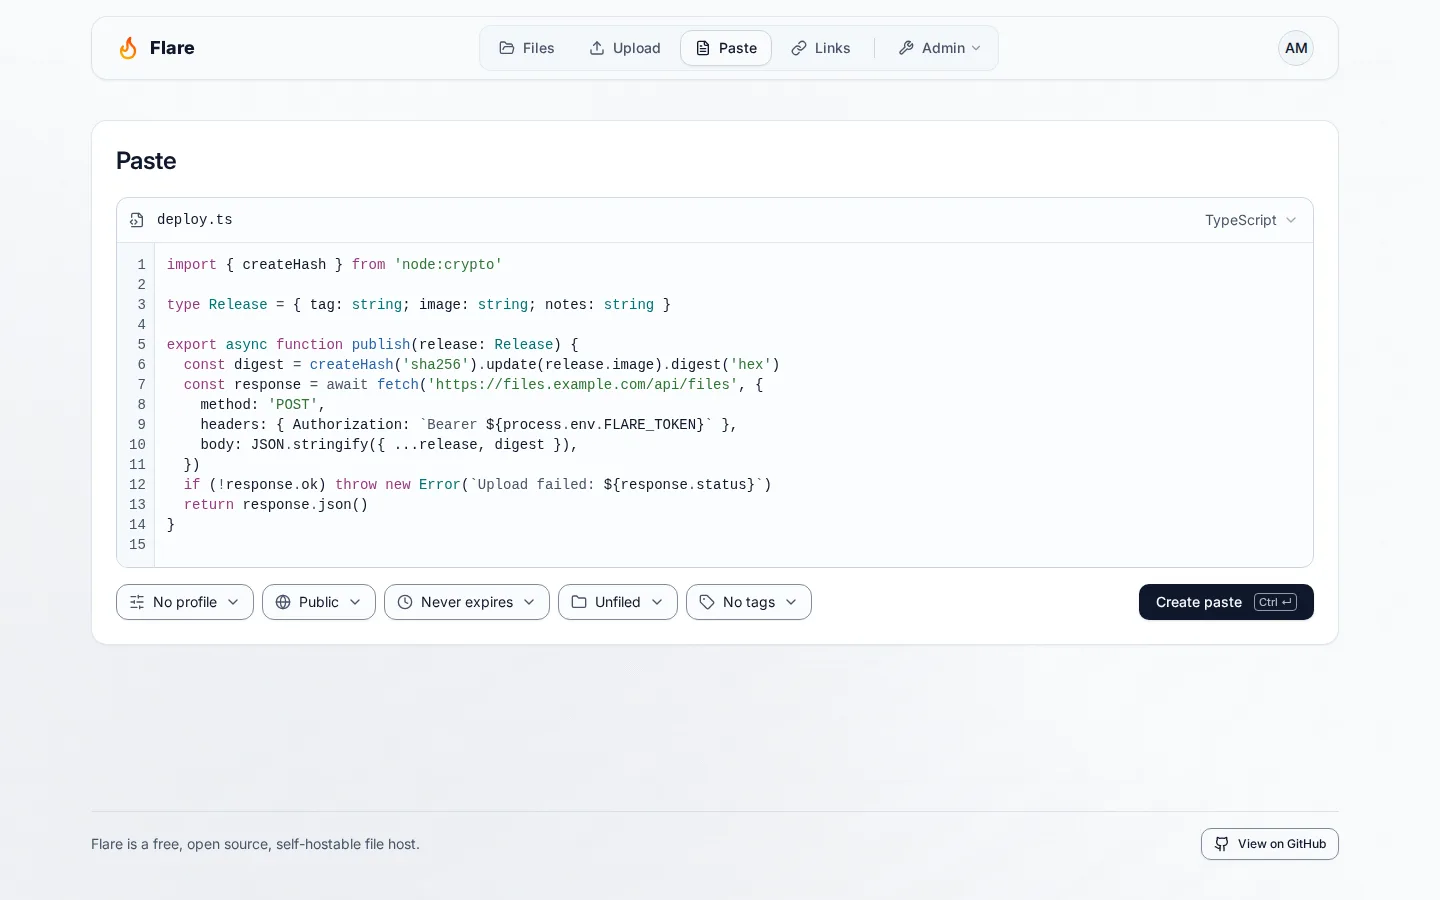 Flare
Files
Upload
Paste
Links
Admin
AM
Paste
deploy.ts
TypeScript
1 import { createHash } from 'node:crypto'
2
3 type Release = { tag: string; image: string; notes: string }
4
5 export async function publish(release: Release) {
6   const digest = createHash('sha256').update(release.image).digest('hex')
7   const response = await fetch('https://files.example.com/api/files', {
8     method: 'POST',
9     headers: { Authorization: `Bearer ${process.env.FLARE_TOKEN}` },
10     body: JSON.stringify({ ...release, digest }),
11   })
12   if (!response.ok) throw new Error(`Upload failed: ${response.status}`)
13   return response.json()
14 }
15
No profile
Public
Never expires
Unfiled
No tags
Create paste Ctrl ↵
Flare is a free, open source, self-hostable file host.
View on GitHub